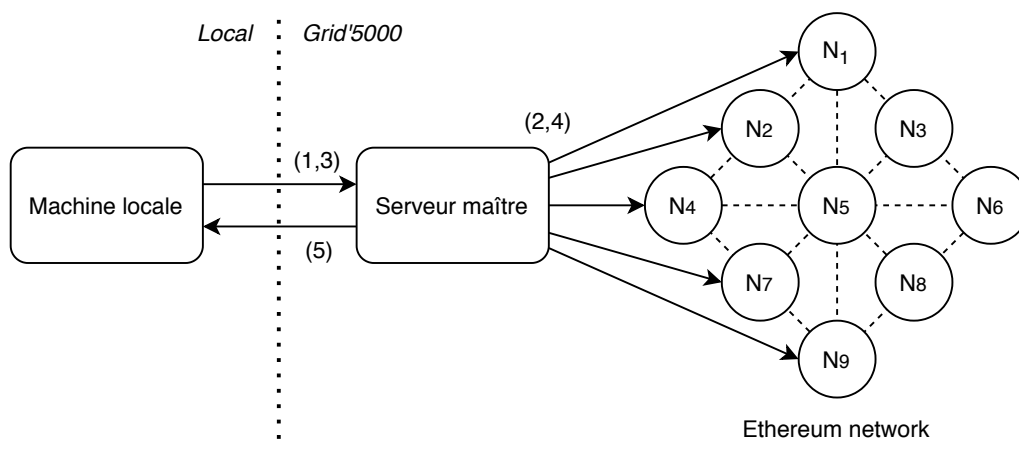 Local
Grid'5000
N1
(2,4)
N2
N3
(1,3)
Machine locale
Serveur maître
N4
N5
N6
(5)
N7
N8
N9
Ethereum network